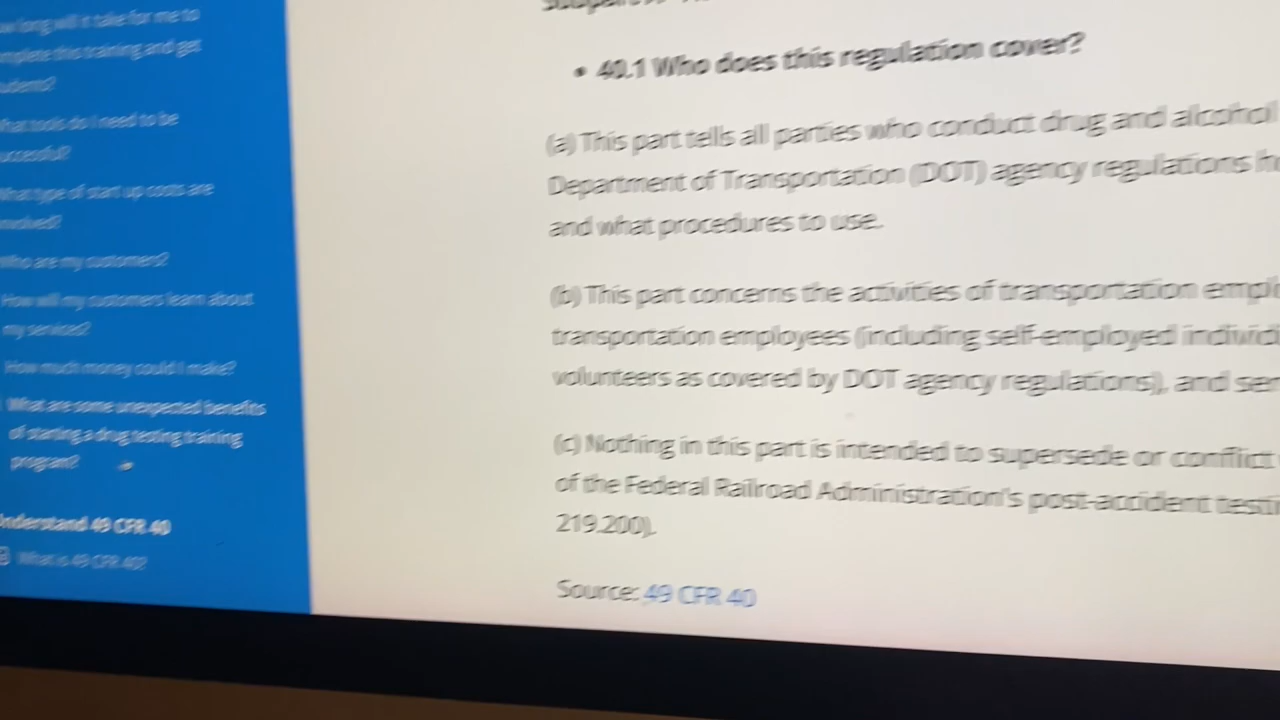 long will it take for me to
this training and get
tools do I need to be
What type of start up costs are
Who are my customers?
How will my customers learn about
my services?
How much money could I make?
What are some unexpected benefits
of starting a drug testing training
program?
Understand 49 CFR 40
What is 49 CFR 40?
• 40.1 Who does this regulation cover?
(a) This part tells all parties who conduct drug and alcohol
Department of Transportation (DOT) agency regulations
and what procedures to use.
(b) This part concerns the activities of transportation
transportation employees (including self-employed
volunteers as covered by DOT agency regulations), and
(c) Nothing in this part is intended to supersede or conflict
of the Federal Railroad Administration's post-accident
219.200).
Source: 49 CFR 40